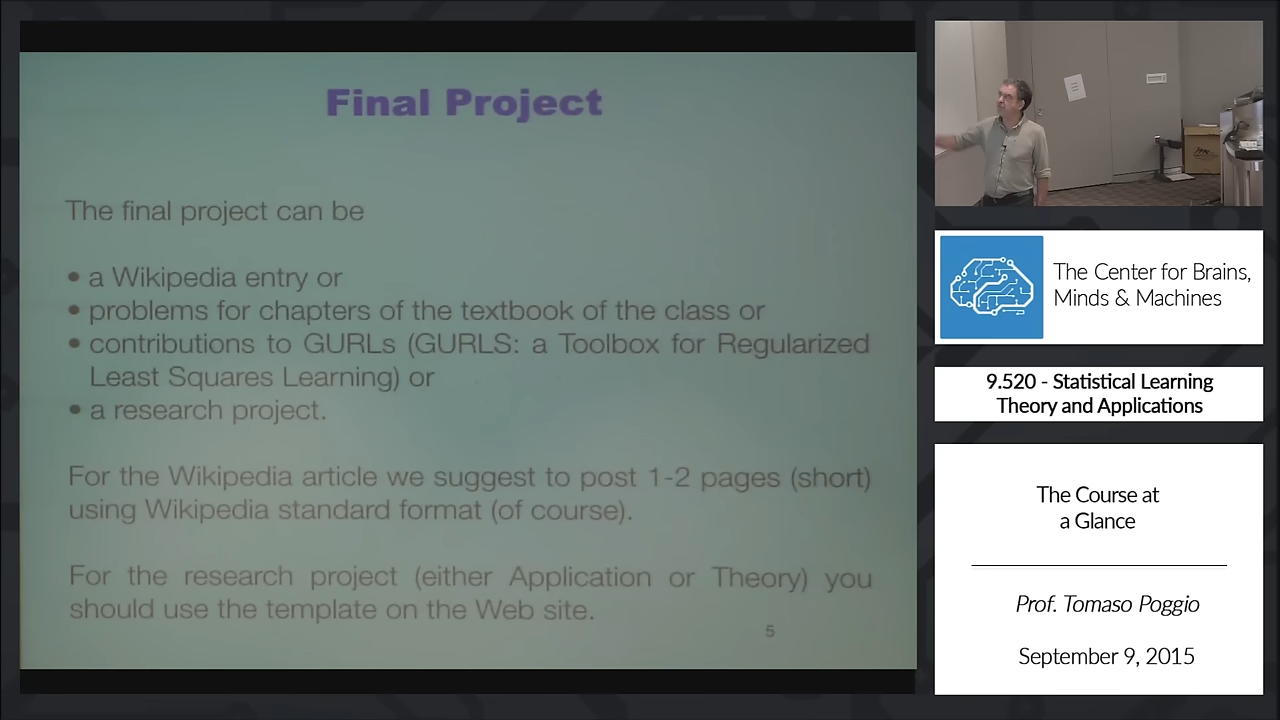 Final Project
The final project can be
• a Wikipedia entry or
• problems for chapters of the textbook of the class or
• contributions to GURLs (GURLS: a Toolbox for Regularized
Least Squares Learning) or
• a research project.
For the Wikipedia article we suggest to post 1-2 pages (short)
using Wikipedia standard format (of course).
For the research project (either Application or Theory) you
should use the template on the Web site.
5
The Center for Brains,
Minds & Machines
9.520 - Statistical Learning
Theory and Applications
The Course at
a Glance
Prof. Tomaso Poggio
September 9, 2015